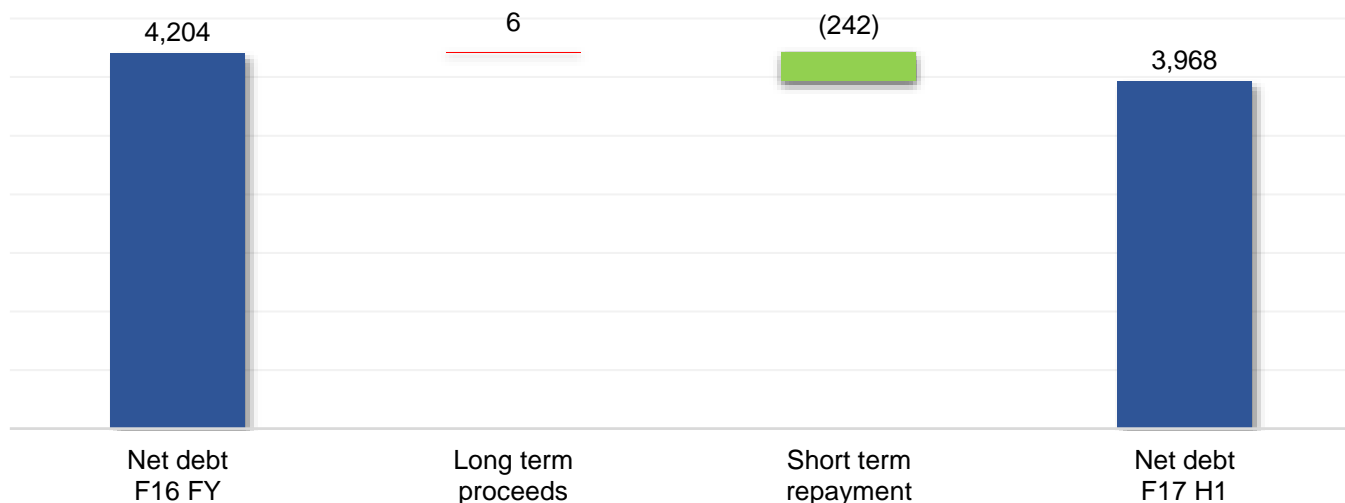 4,204
6
(242)
3,968
Net debt
F16 FY
Long term
proceeds
Short term
repayment
Net debt
F17 H1